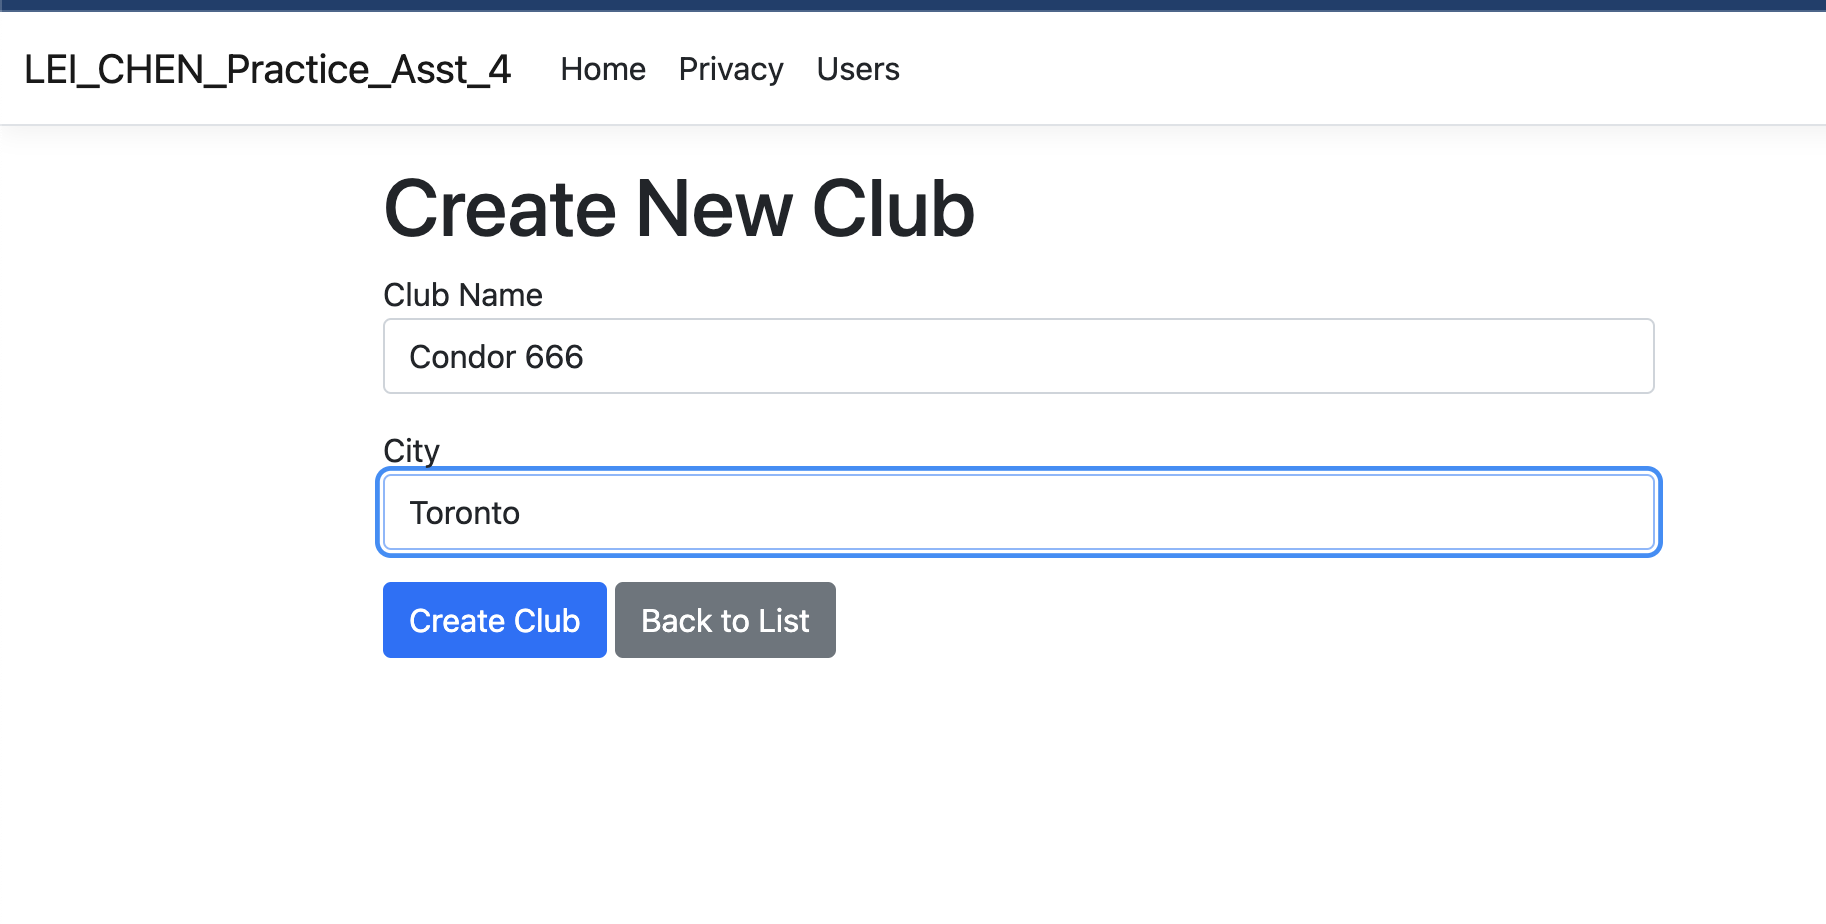 LEI_CHEN_Practice_Asst_4 Home Privacy Users
Create New Club
Club Name
Condor 666
City
Toronto
Create Club Back to List